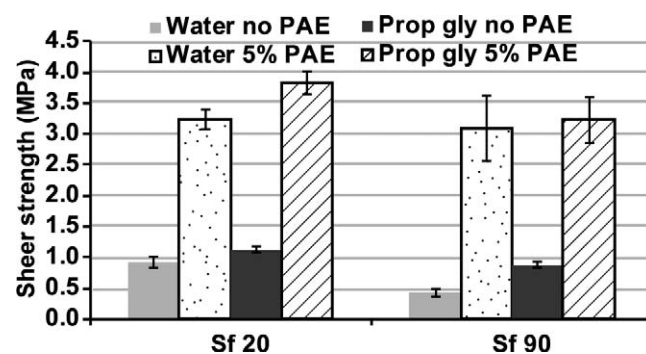 Water no PAE Prop gly no PAE
Water 5% PAE Prop gly 5% PAE
Sheer strength (MPa)
4.5
4.0
3.5
3.0
2.5
2.0
1.5
1.0
0.5
0.0
Sf 20 Sf 90